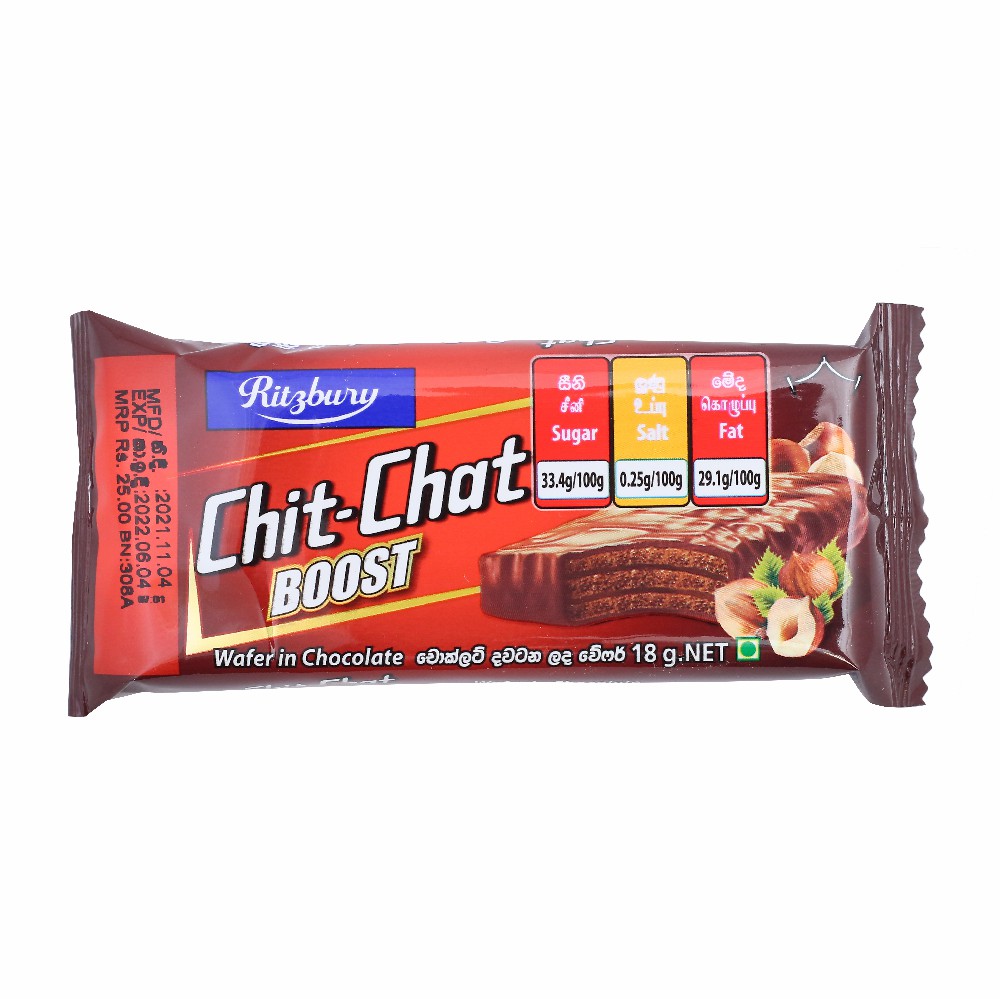 Ritzbury
Chit-Chat
BOOST
සීනි
சீனி
Sugar
33.4g/100g
ලුණු
உப்பு
Salt
0.25g/100g
මේද
கொழுப்பு
Fat
29.1g/100g
Wafer in Chocolate චොක්ලට් දවටන ලද වේෆර් 18 g.NET
MFD/ නි.දි. :2021.11.04
EXP/ :2022.06.04
MRP Rs. 25.00 BN:308A
Chit-Chat